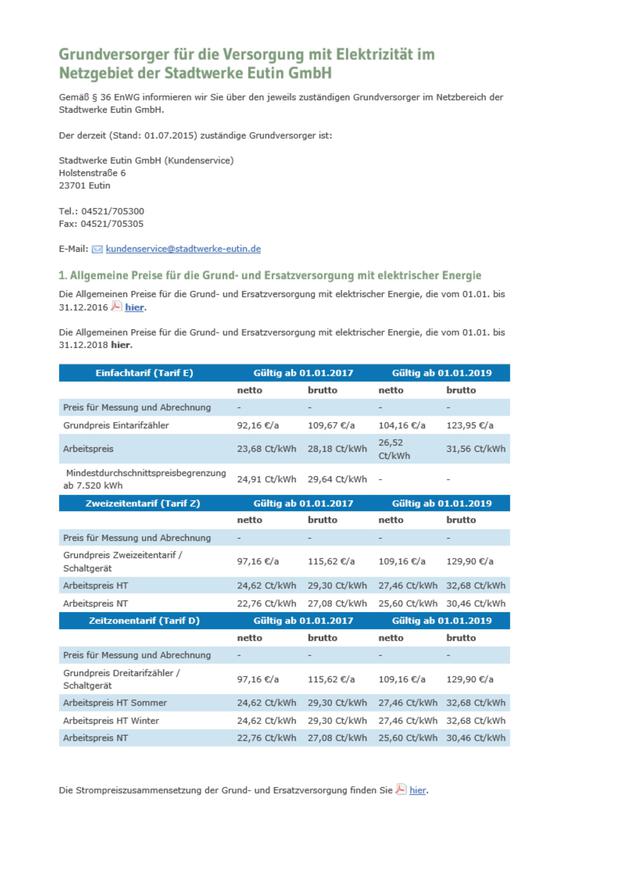 Grundversorger für die Versorgung mit Elektrizität im
Netzgebiet der Stadtwerke Eutin GmbH
Gemäß § 36 EnWG informieren wir Sie über den jeweils zuständigen Grundversorger im Netzbereich der
Stadtwerke Eutin GmbH.
Der derzeit (Stand: 01.07.2015) zuständige Grundversorger ist:
Stadtwerke Eutin GmbH (Kundenservice)
Holstenstraße 6
23701 Eutin
Tel.: 04521/705300
Fax: 04521/705305
E-Mail: kundenservice@stadtwerke-eutin.de
1. Allgemeine Preise für die Grund- und Ersatzversorgung mit elektrischer Energie
Die Allgemeinen Preise für die Grund- und Ersatzversorgung mit elektrischer Energie, die vom 01.01. bis
31.12.2016 hier.
Die Allgemeinen Preise für die Grund- und Ersatzversorgung mit elektrischer Energie, die vom 01.01. bis
31.12.2018 hier.
Einfachtarif (Tarif E) Gültig ab 01.01.2017 Gültig ab 01.01.2019
netto brutto netto brutto
Preis für Messung und Abrechnung - - - -
Grundpreis Eintarifzähler 92,16 €/a 109,67 €/a 104,16 €/a 123,95 €/a
Arbeitspreis 23,68 Ct/kWh 28,18 Ct/kWh 26,52 Ct/kWh 31,56 Ct/kWh
Mindestdurchschnittspreisbegrenzung
ab 7.520 kWh 24,91 Ct/kWh 29,64 Ct/kWh - -
Zweizeitentarif (Tarif Z) Gültig ab 01.01.2017 Gültig ab 01.01.2019
netto brutto netto brutto
Preis für Messung und Abrechnung - - - -
Grundpreis Zweizeitentarif /
Schaltgerät 97,16 €/a 115,62 €/a 109,16 €/a 129,90 €/a
Arbeitspreis HT 24,62 Ct/kWh 29,30 Ct/kWh 27,46 Ct/kWh 32,68 Ct/kWh
Arbeitspreis NT 22,76 Ct/kWh 27,08 Ct/kWh 25,60 Ct/kWh 30,46 Ct/kWh
Zeitzonentarif (Tarif D) Gültig ab 01.01.2017 Gültig ab 01.01.2019
netto brutto netto brutto
Preis für Messung und Abrechnung - - - -
Grundpreis Dreitarifzähler /
Schaltgerät 97,16 €/a 115,62 €/a 109,16 €/a 129,90 €/a
Arbeitspreis HT Sommer 24,62 Ct/kWh 29,30 Ct/kWh 27,46 Ct/kWh 32,68 Ct/kWh
Arbeitspreis HT Winter 24,62 Ct/kWh 29,30 Ct/kWh 27,46 Ct/kWh 32,68 Ct/kWh
Arbeitspreis NT 22,76 Ct/kWh 27,08 Ct/kWh 25,60 Ct/kWh 30,46 Ct/kWh
Die Strompreiszusammensetzung der Grund- und Ersatzversorgung finden Sie hier.